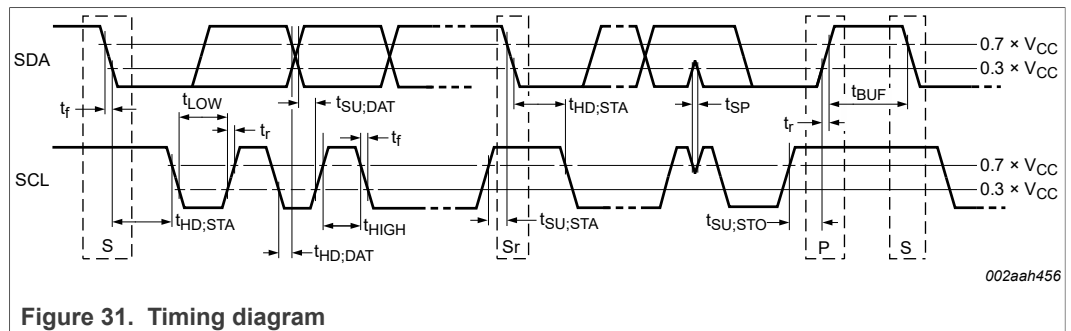 SDA
0.7 × VCC
0.3 × VCC
tf
tLOW
tSU;DAT
tHD;STA
tSP
tBUF
tr
tf
tr
SCL
0.7 × VCC
0.3 × VCC
tHD;STA
tHIGH
tSU;STA
tSU;STO
tHD;DAT
S
Sr
P
S
002aah456
Figure 31. Timing diagram